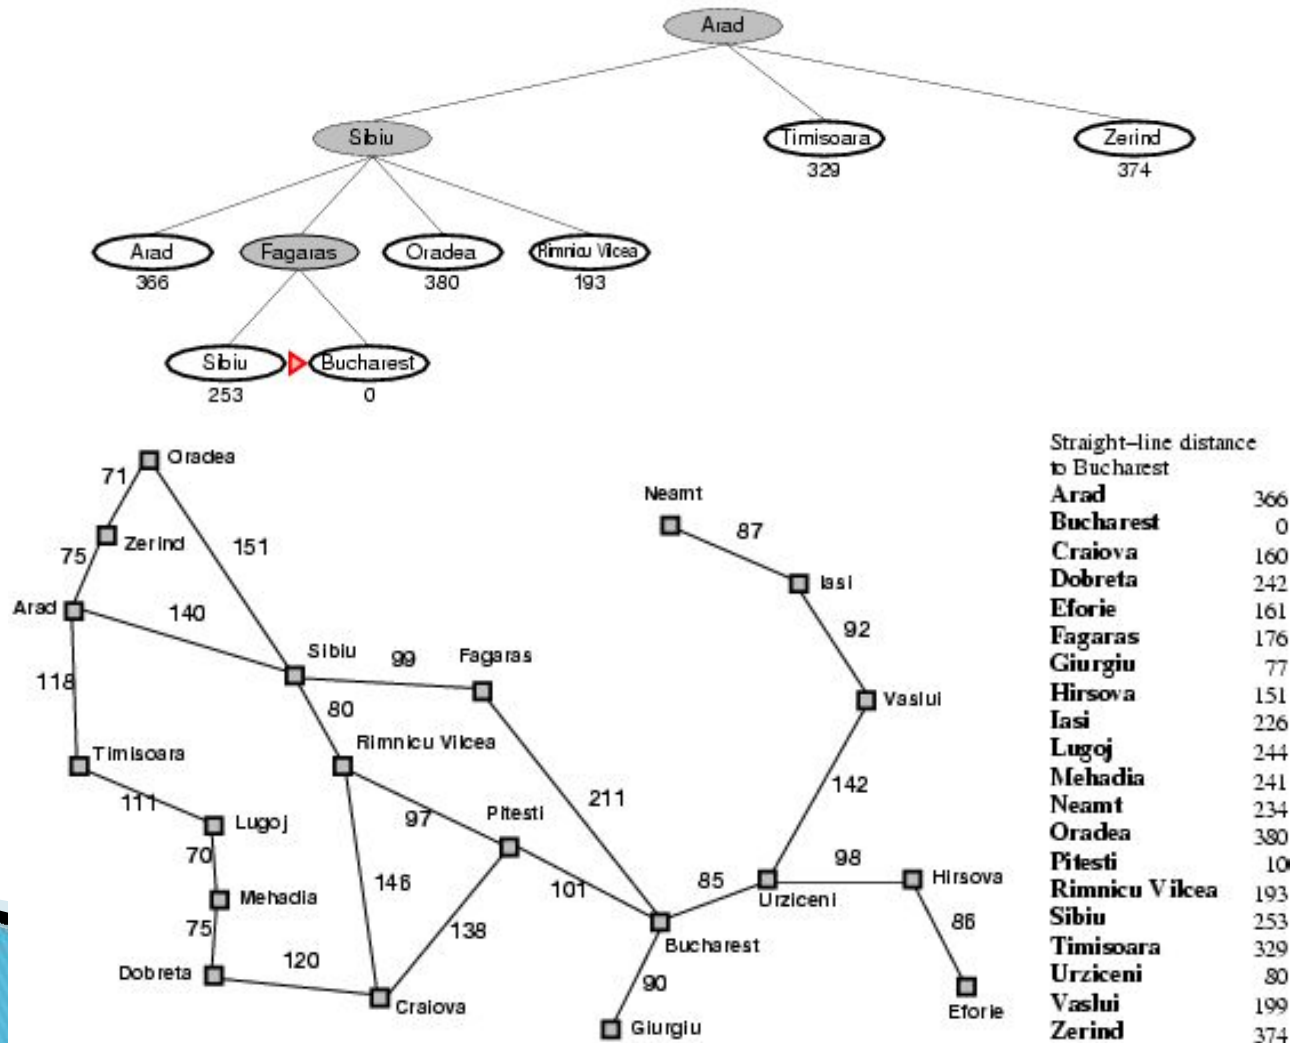 Arad
Sibiu
Timisoara
Zerind
329
374
Arad
Fagaras
Oradea
Rimnicu Vilcea
366
380
193
Sibiu
Bucharest
253
0
Oradea
71
Neamt
87
Zerind
151
75
Iasi
Arad
140
92
Sibiu
99
Fagaras
118
80
Vaslui
Timisoara
Rimnicu Vilcea
111
211
142
Lugoj
97
Pitesti
70
98
146
101
85
Hirsova
Mehadia
Urziceni
75
138
86
Bucharest
Dobreta
120
90
Craiova
Eforie
Giurgiu
Straight-line distance
to Bucharest
Arad 366
Bucharest 0
Craiova 160
Dobreta 242
Eforie 161
Fagaras 176
Giurgiu 77
Hirsova 151
Iasi 226
Lugoj 244
Mehadia 241
Neamt 234
Oradea 380
Pitesti
Rimnicu Vilcea 193
Sibiu 253
Timisoara 329
Urziceni 80
Vaslui 199
Zerind 374